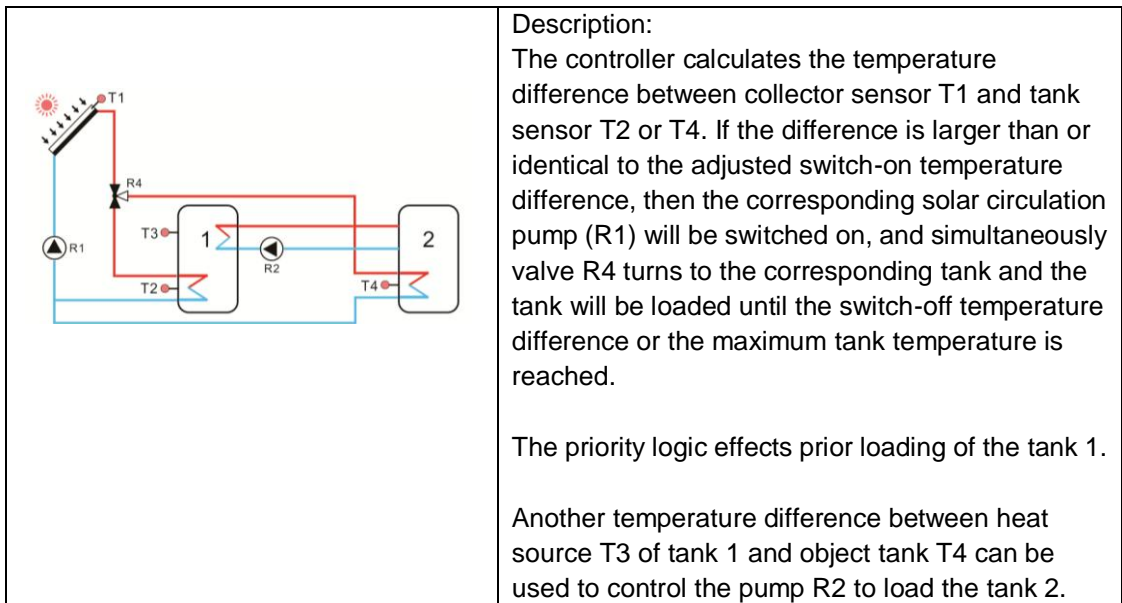 T1
R4
T3
1
2
R1
R2
T2
T4
Description:
The controller calculates the temperature
difference between collector sensor T1 and tank
sensor T2 or T4. If the difference is larger than or
identical to the adjusted switch-on temperature
difference, then the corresponding solar circulation
pump (R1) will be switched on, and simultaneously
valve R4 turns to the corresponding tank and the
tank will be loaded until the switch-off temperature
difference or the maximum tank temperature is
reached.
The priority logic effects prior loading of the tank 1.
Another temperature difference between heat
source T3 of tank 1 and object tank T4 can be
used to control the pump R2 to load the tank 2.